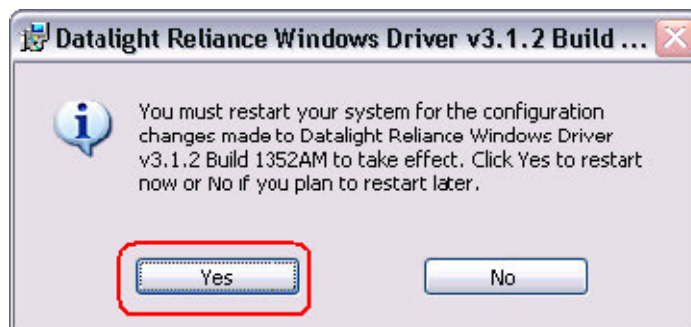 Datalight Reliance Windows Driver v3.1.2 Build ...
You must restart your system for the configuration
changes made to Datalight Reliance Windows Driver
v3.1.2 Build 1352AM to take effect. Click Yes to restart
now or No if you plan to restart later.
Yes
No